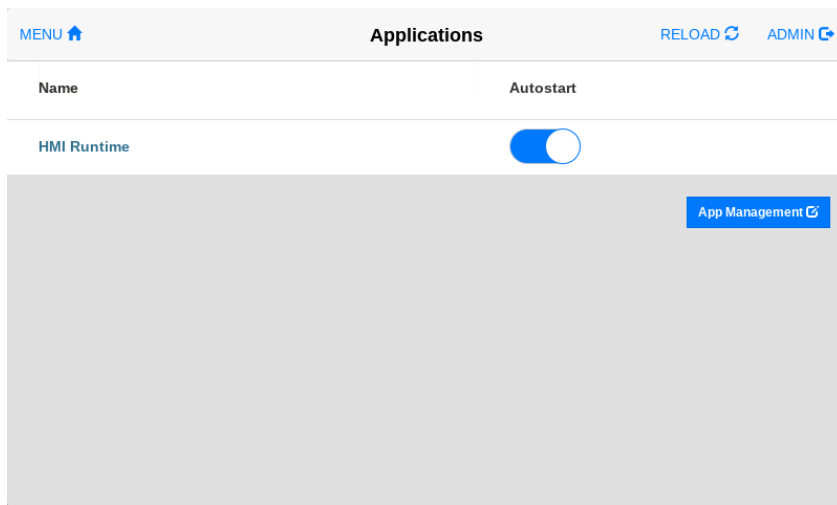 MENU Applications RELOAD ADMIN
Name Autostart
HMI Runtime
App Management